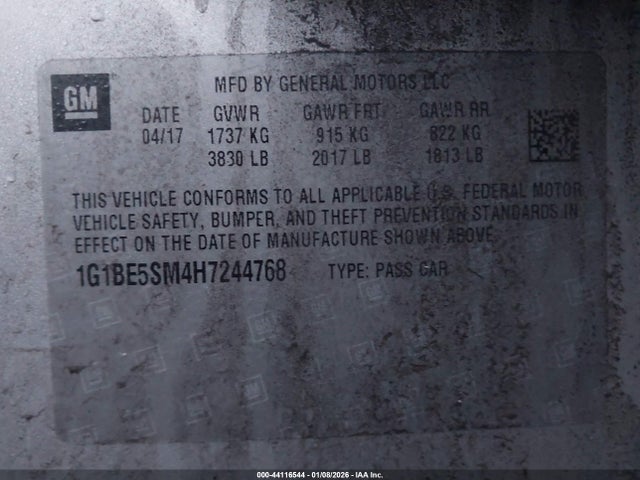 GM
MFD BY GENERAL MOTORS LLC
DATE GVWR GAWR FRT GAWR RR
04/17 1737 KG 915 KG 822 KG
3830 LB 2017 LB 1813 LB
THIS VEHICLE CONFORMS TO ALL APPLICABLE U.S. FEDERAL MOTOR
VEHICLE SAFETY, BUMPER, AND THEFT PREVENTION STANDARDS IN
EFFECT ON THE DATE OF MANUFACTURE SHOWN ABOVE.
1G1BE5SM4H7244768 TYPE: PASS CAR
000-44116544 - 01/08/2026 - IAA Inc.